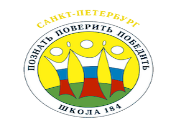 САНКТ-ПЕТЕРБУРГ
ПОЗНАТЬ ПОВЕРИТЬ ПОБЕДИТЬ
ШКОЛА 184